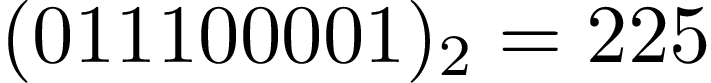 (011100001)₂ = 225